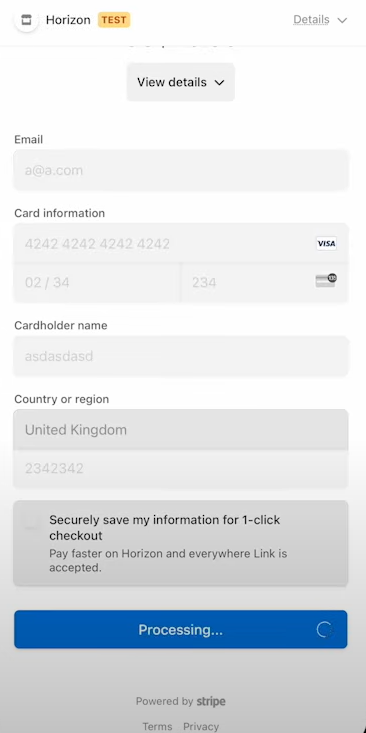 Horizon TEST Details
View details
Email
a@a.com
Card information
4242 4242 4242 4242 VISA
02 / 34 234
Cardholder name
asdasdasd
Country or region
United Kingdom
2342342
Securely save my information for 1-click
checkout
Pay faster on Horizon and everywhere Link is
accepted.
Processing...
Powered by stripe
Terms Privacy